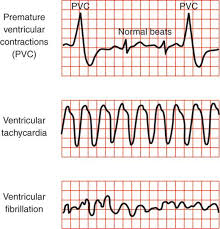 PVC PVC
Premature
ventricular
contractions
(PVC)
Normal beats
Ventricular
tachycardia
Ventricular
fibrillation